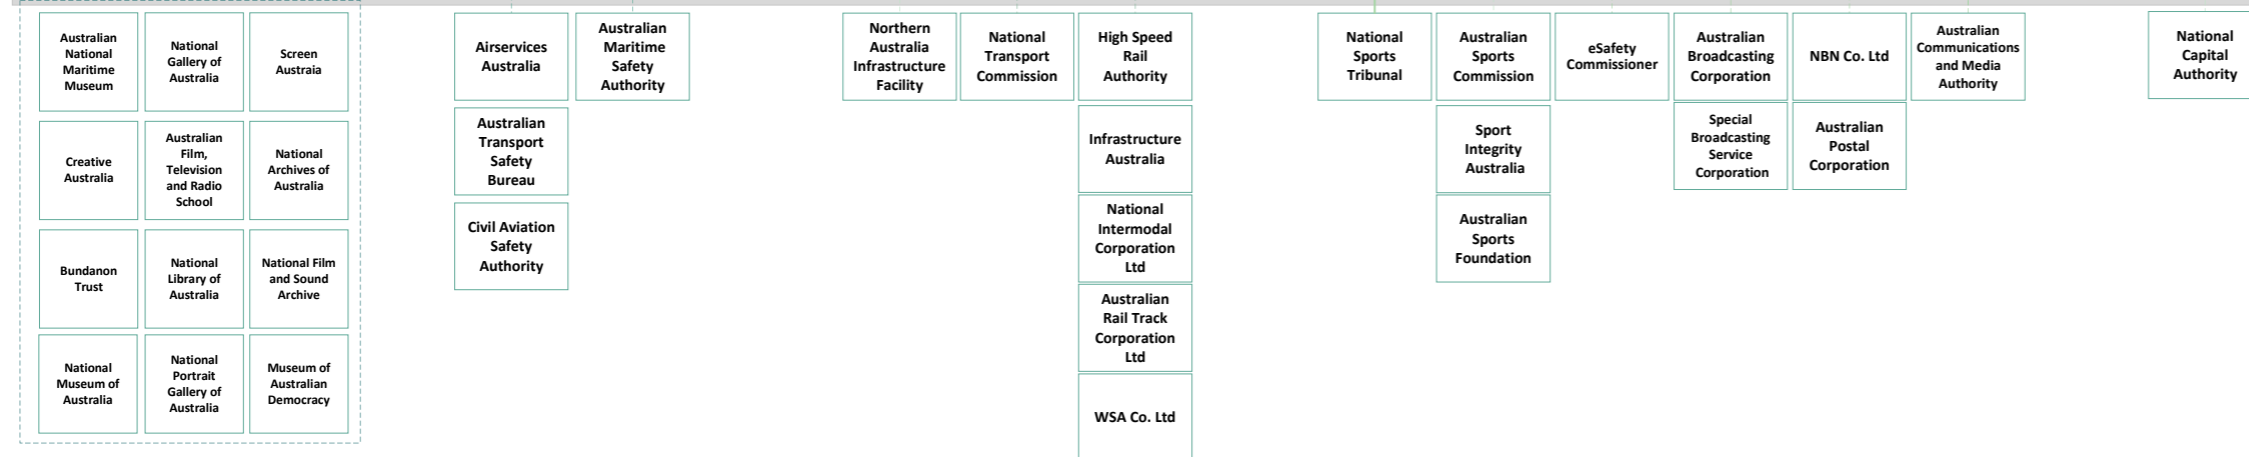 Australian
National
Maritime
Museum
National
Gallery of
Australia
Screen
Austraia
Creative
Australia
Australian
Film,
Television
and Radio
School
National
Archives of
Australia
Bundanon
Trust
National
Library of
Australia
National Film
and Sound
Archive
National
Museum of
Australia
National
Portrait
Gallery of
Australia
Museum of
Australian
Democracy
Airservices
Australia
Australian
Transport
Safety
Bureau
Civil Aviation
Safety
Authority
Australian
Maritime
Safety
Authority
Northern
Australia
Infrastructure
Facility
National
Transport
Commission
High Speed
Rail
Authority
Infrastructure
Australia
National
Intermodal
Corporation
Ltd
Australian
Rail Track
Corporation
Ltd
WSA Co. Ltd
National
Sports
Tribunal
Australian
Sports
Commission
Sport
Integrity
Australia
Australian
Sports
Foundation
eSafety
Commissioner
Australian
Broadcasting
Corporation
Special
Broadcasting
Service
Corporation
NBN Co. Ltd
Australian
Postal
Corporation
Australian
Communications
and Media
Authority
National
Capital
Authority